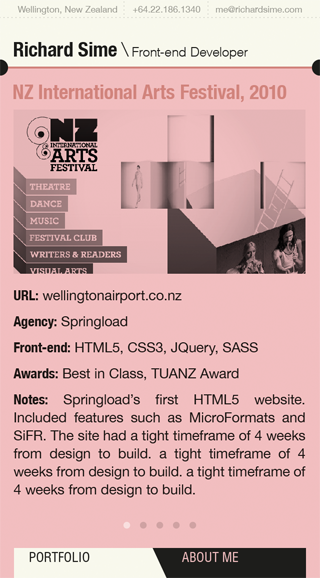 Wellington, New Zealand +64.22.186.1340 me@richardsime.com
Richard Sime \ Front-end Developer
NZ International Arts Festival, 2010
NZ
INTERNATIONAL
ARTS
FESTIVAL
THEATRE
DANCE
MUSIC
FESTIVAL CLUB
WRITERS & READERS
VISUAL ARTS
URL: wellingtonairport.co.nz
Agency: Springload
Front-end: HTML5, CSS3, JQuery, SASS
Awards: Best in Class, TUANZ Award
Notes: Springload's first HTML5 website.
Included features such as MicroFormats and
SiFR. The site had a tight timeframe of 4 weeks
from design to build. a tight timeframe of 4
weeks from design to build. a tight timeframe of
4 weeks from design to build.
PORTFOLIO ABOUT ME